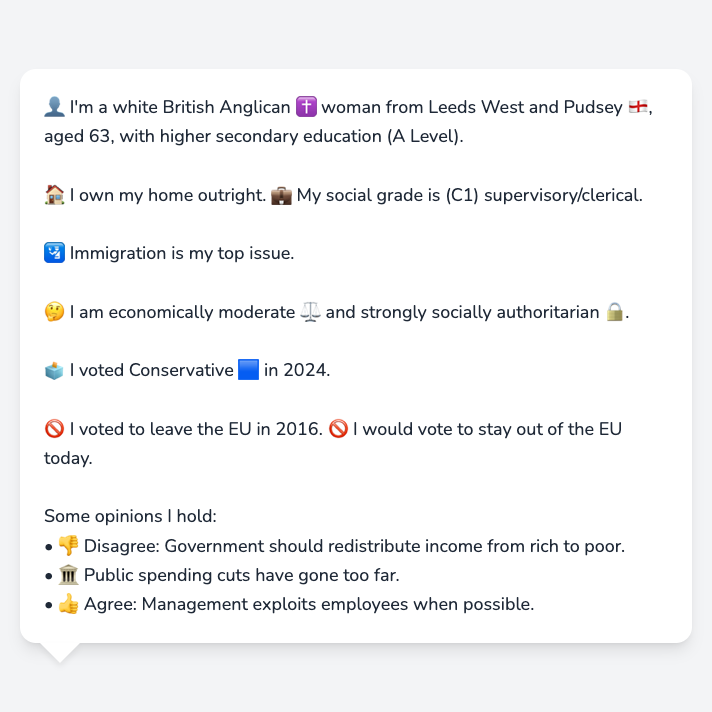 👤 I'm a white British Anglican ✝️ woman from Leeds West and Pudsey 🏴󠁧󠁢󠁥󠁮󠁧󠁿,
aged 63, with higher secondary education (A Level).
🏠 I own my home outright. 💼 My social grade is (C1) supervisory/clerical.
🛂 Immigration is my top issue.
🤔 I am economically moderate ⚖️ and strongly socially authoritarian 🔒.
🗳️ I voted Conservative 🟦 in 2024.
🚫 I voted to leave the EU in 2016. 🚫 I would vote to stay out of the EU
today.
Some opinions I hold:
• 👎 Disagree: Government should redistribute income from rich to poor.
• 🏛️ Public spending cuts have gone too far.
• 👍 Agree: Management exploits employees when possible.